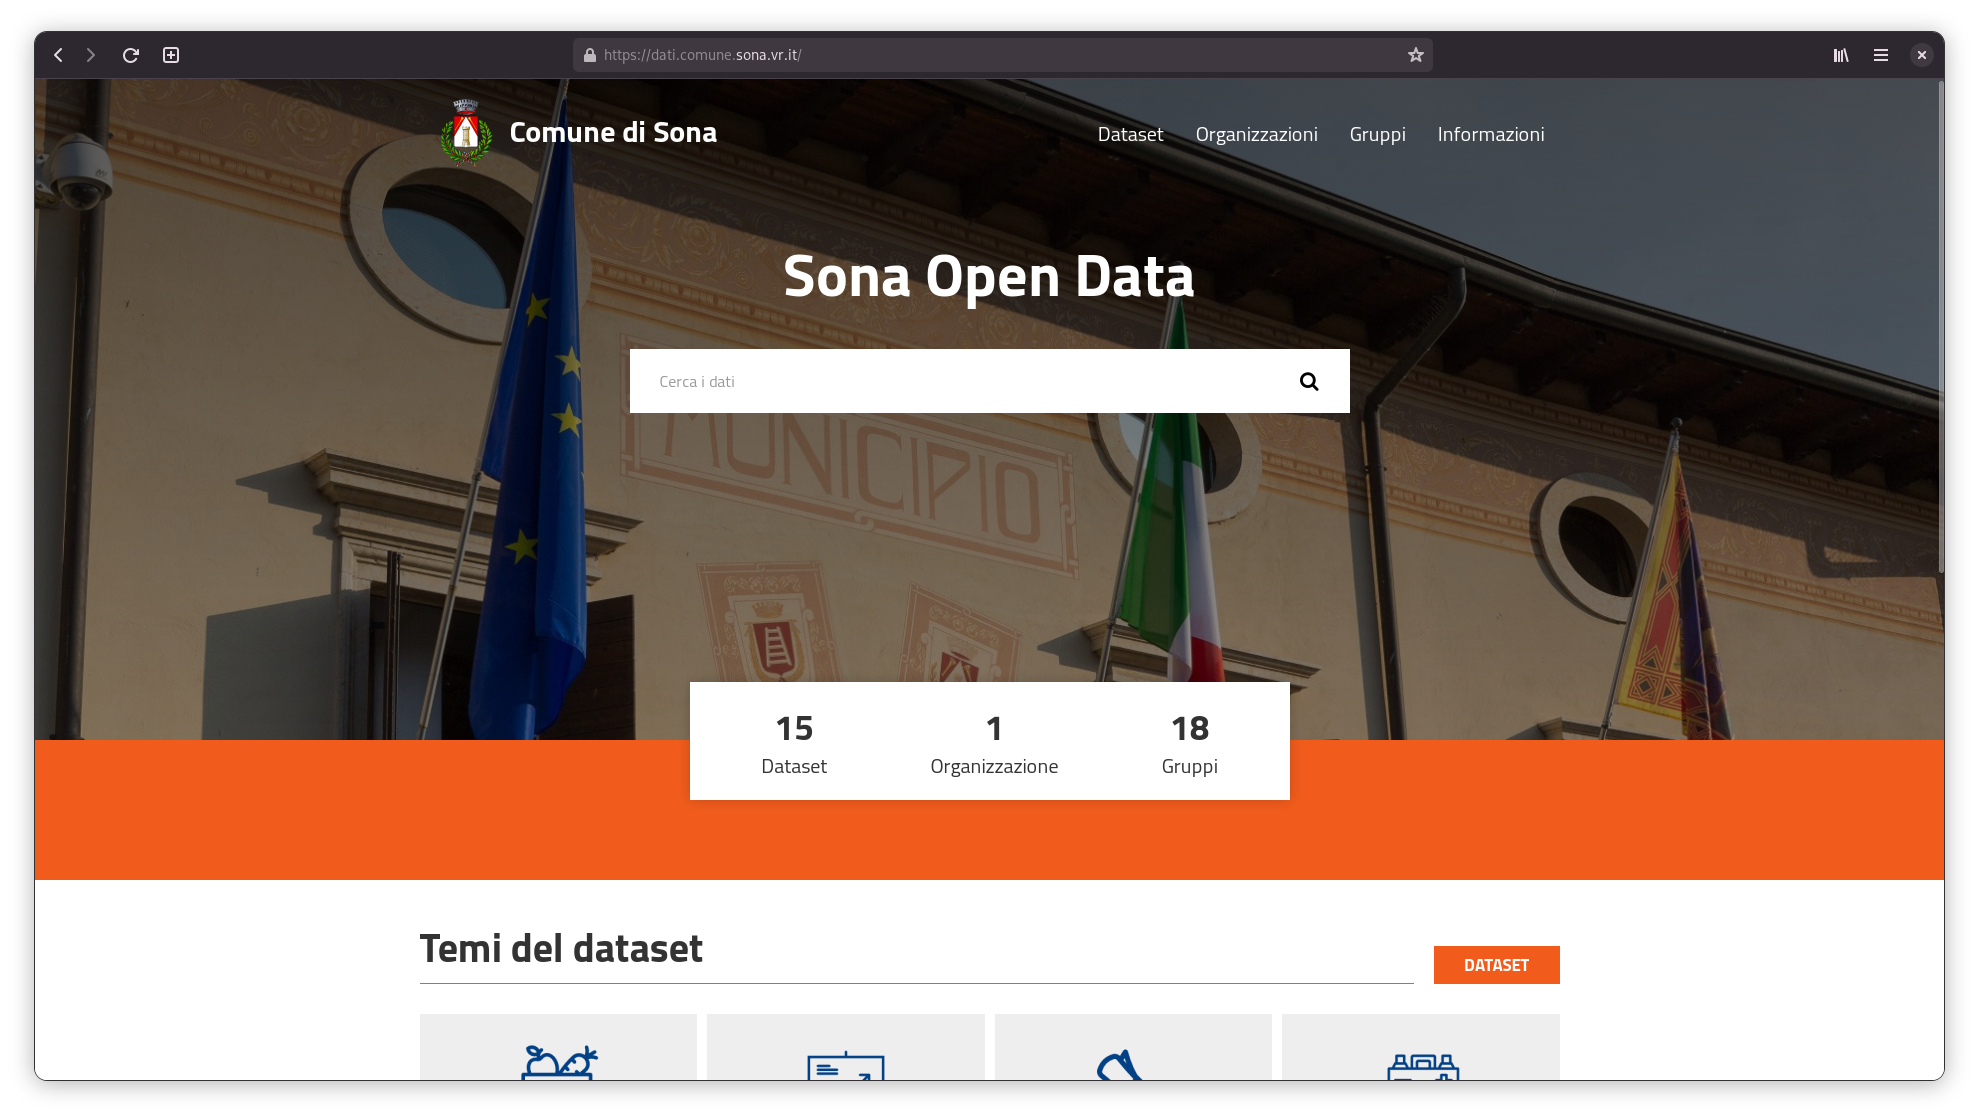 https://dati.comune.sona.vr.it/
Comune di Sona
Dataset Organizzazioni Gruppi Informazioni
Sona Open Data
Cerca i dati
MUNICIPIO
15 1 18
Dataset Organizzazione Gruppi
Temi del dataset
DATASET